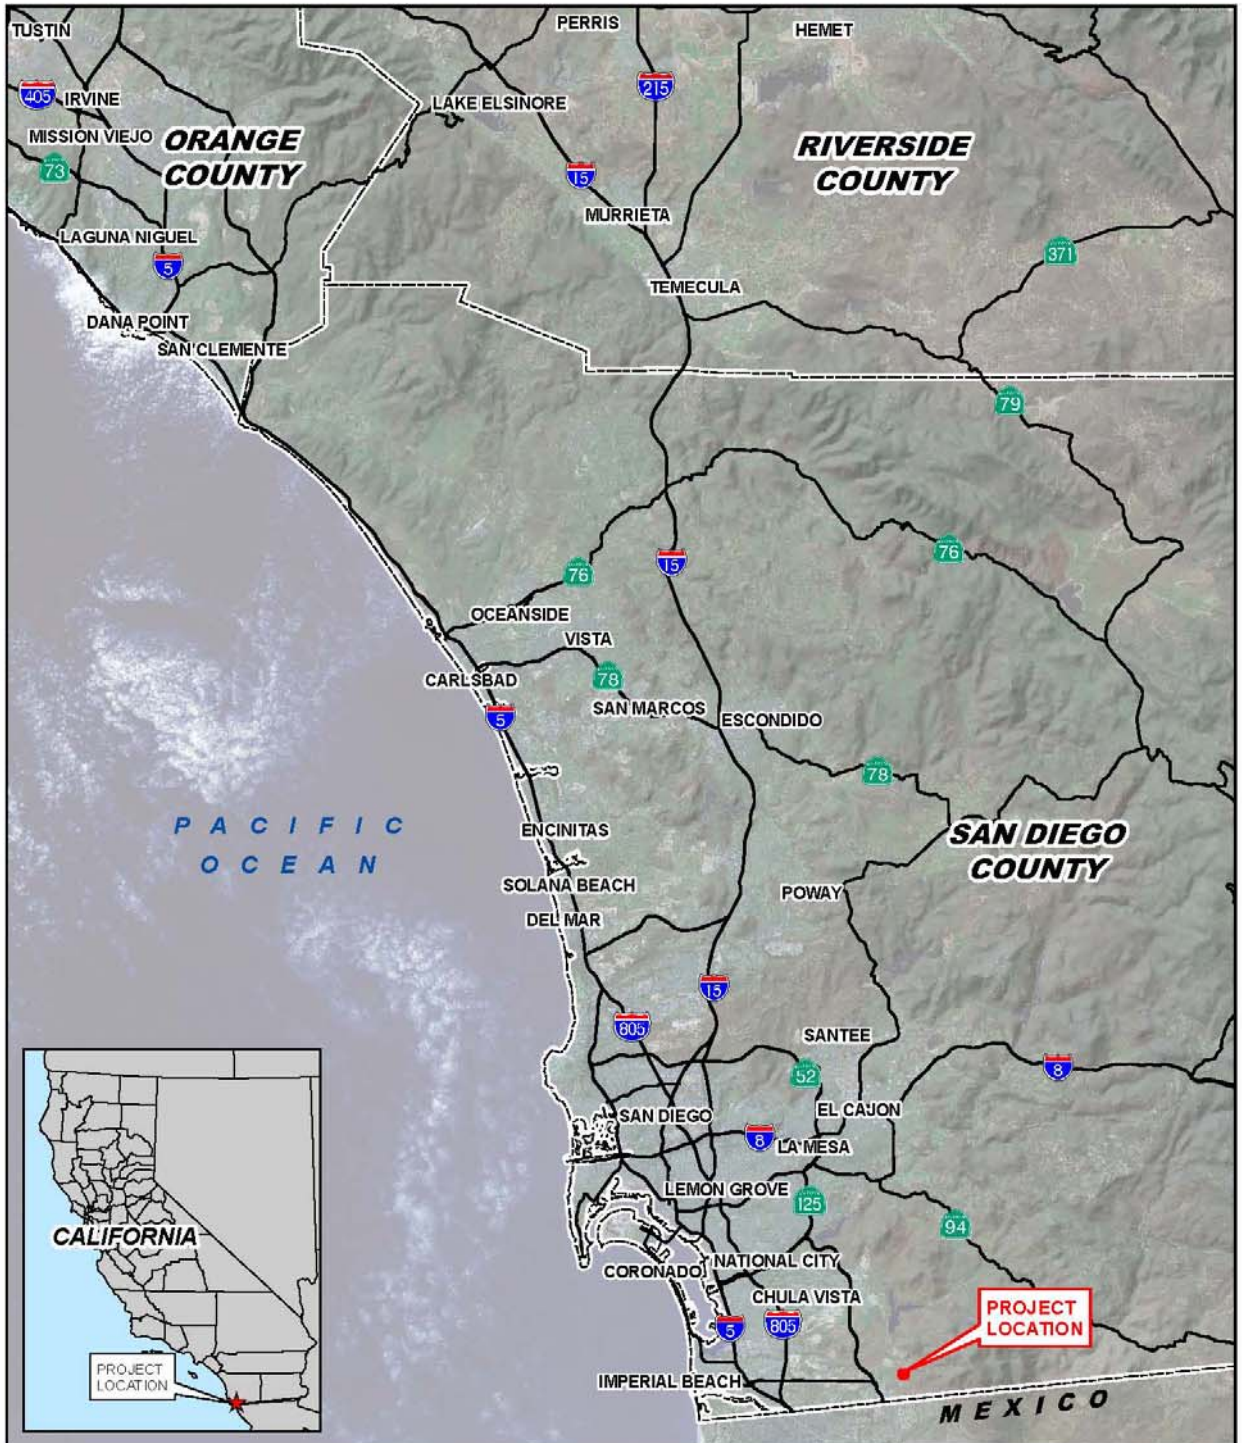 TUSTIN
PERRIS
HEMET
405
IRVINE
215
LAKE ELSINORE
MISSION VIEJO
ORANGE
COUNTY
RIVERSIDE
COUNTY
73
15
MURRIETA
LAGUNA NIGUEL
371
5
TEMECULA
DANA POINT
SAN CLEMENTE
79
76
15
76
OCEANSIDE
VISTA
CARLSBAD
78
SAN MARCOS
5
ESCONDIDO
78
PACIFIC
OCEAN
ENCINITAS
SAN DIEGO
COUNTY
SOLANA BEACH
POWAY
DEL MAR
15
805
SANTEE
52
8
SAN DIEGO
EL CAJON
8
LA MESA
LEMON GROVE
125
94
CALIFORNIA
CORONADO
NATIONAL CITY
CHULA VISTA
5
805
PROJECT
LOCATION
PROJECT
LOCATION
IMPERIAL BEACH
MEXICO